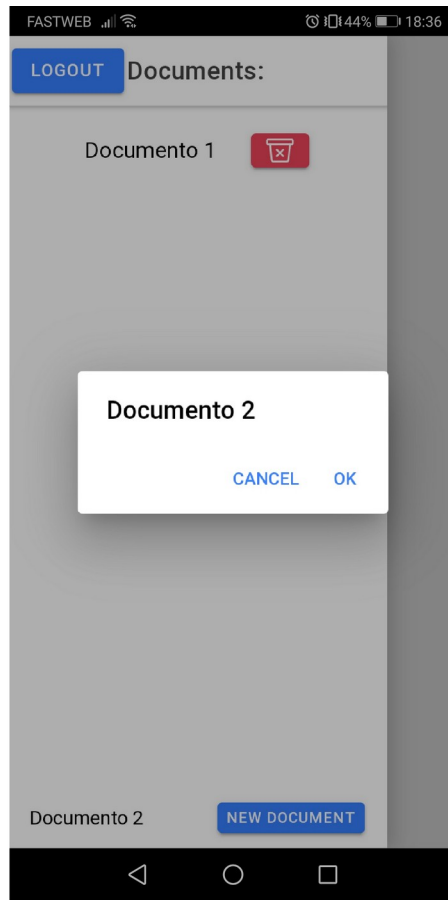 FASTWEB 44% 18:36
LOGOUT Documents:
Documento 1
Documento 2
CANCEL OK
Documento 2 NEW DOCUMENT